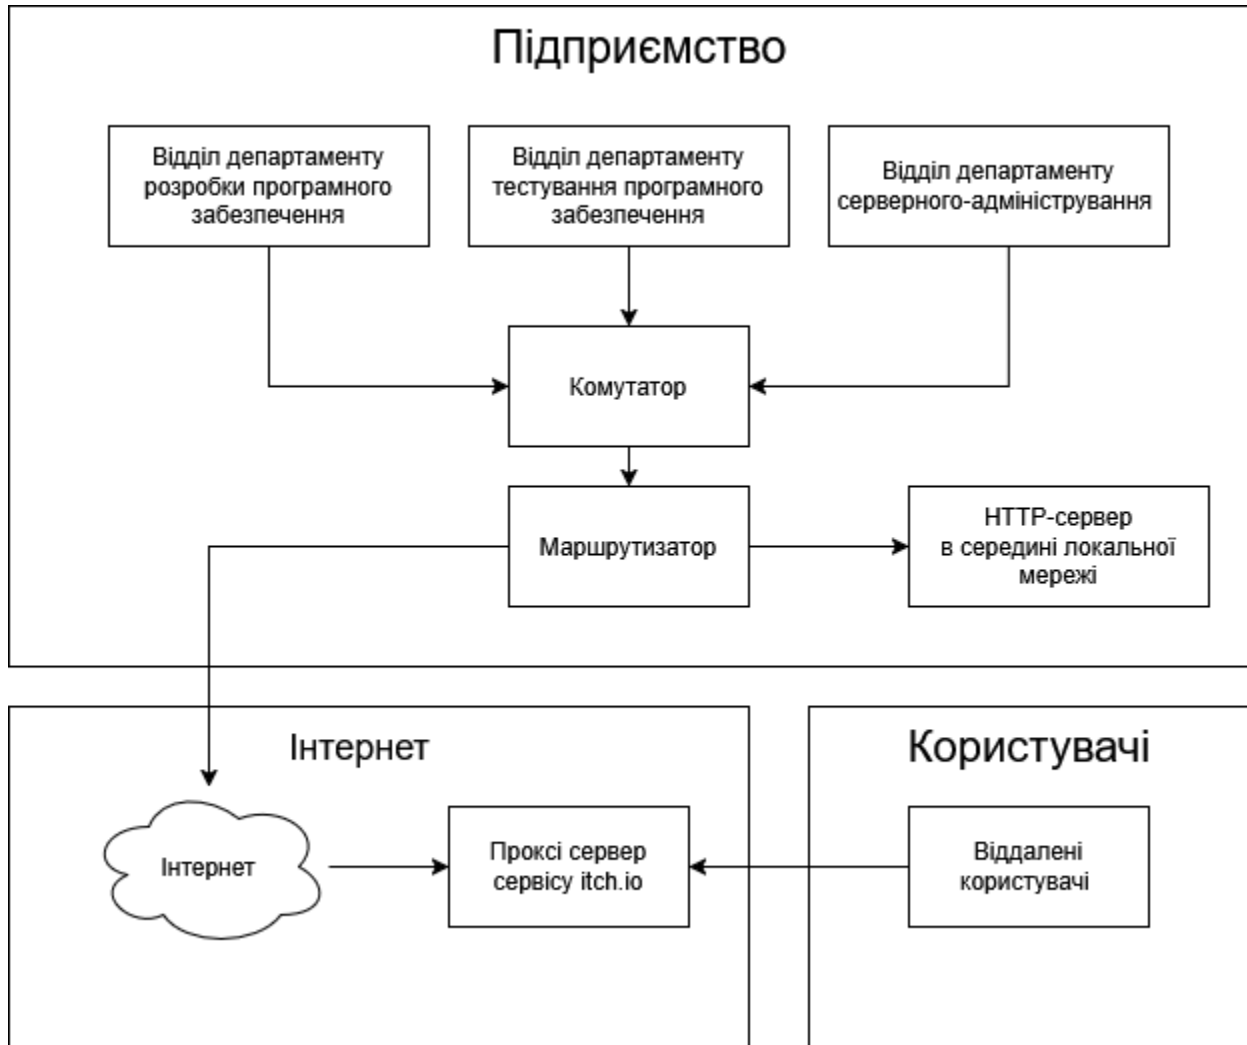 Підприємство
Відділ департаменту
розробки програмного
забезпечення
Відділ департаменту
тестування програмного
забезпечення
Відділ департаменту
серверного-адміністрування
Комутатор
Маршрутизатор
HTTP-сервер
в середині локальної
мережі
Інтернет
Користувачі
Інтернет
Проксі сервер
сервісу itch.io
Віддалені
користувачі